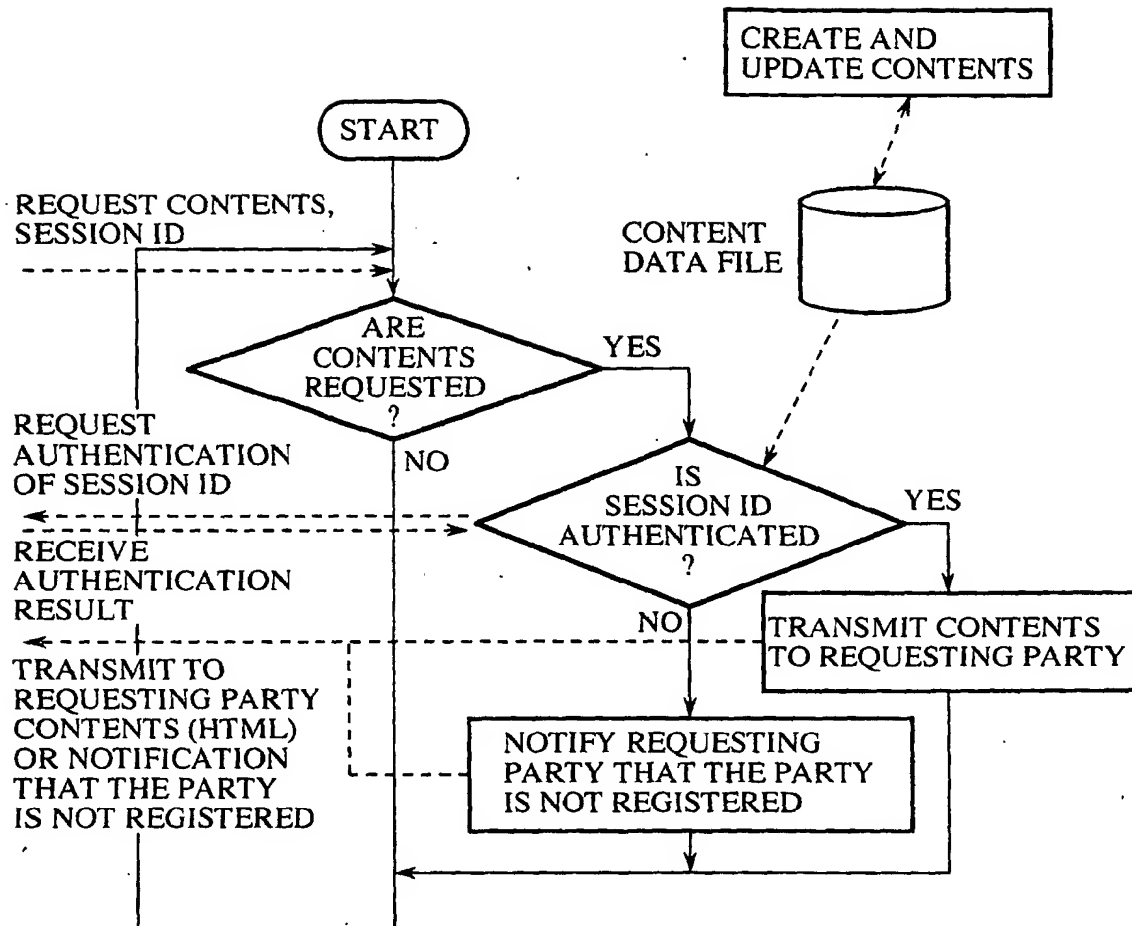 CREATE AND
UPDATE CONTENTS
START
REQUEST CONTENTS,
SESSION ID
CONTENT
DATA FILE
ARE
CONTENTS
REQUESTED
?
YES
NO
REQUEST
AUTHENTICATION
OF SESSION ID
IS
SESSION ID
AUTHENTICATED
?
YES
NO
RECEIVE
AUTHENTICATION
RESULT
TRANSMIT CONTENTS
TO REQUESTING PARTY
TRANSMIT TO
REQUESTING PARTY
CONTENTS (HTML)
OR NOTIFICATION
THAT THE PARTY
IS NOT REGISTERED
NOTIFY REQUESTING
PARTY THAT THE PARTY
IS NOT REGISTERED